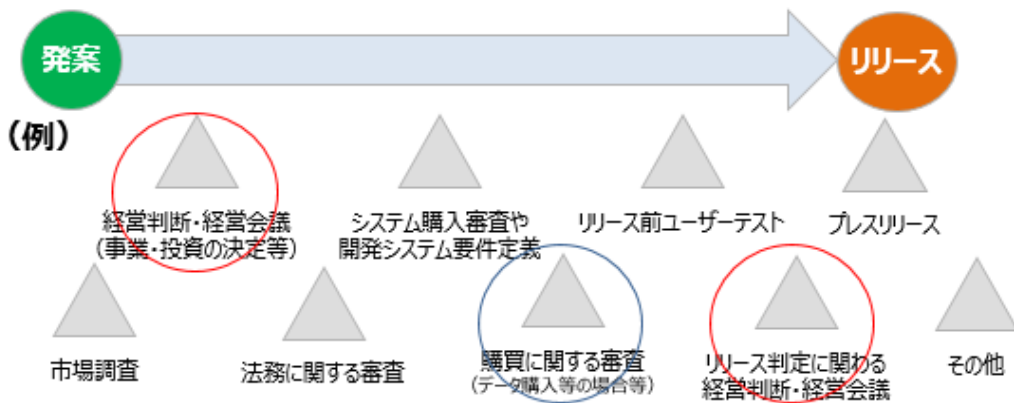 発案
リリース
(例)
経営判断・経営会議
(事業・投資の決定等)
システム購入審査や
開発システム要件定義
リリース前ユーザーテスト
プレスリリース
市場調査
法務に関する審査
購買に関する審査
(データ購入等の場合等)
リリース判定に関わる
経営判断・経営会議
その他